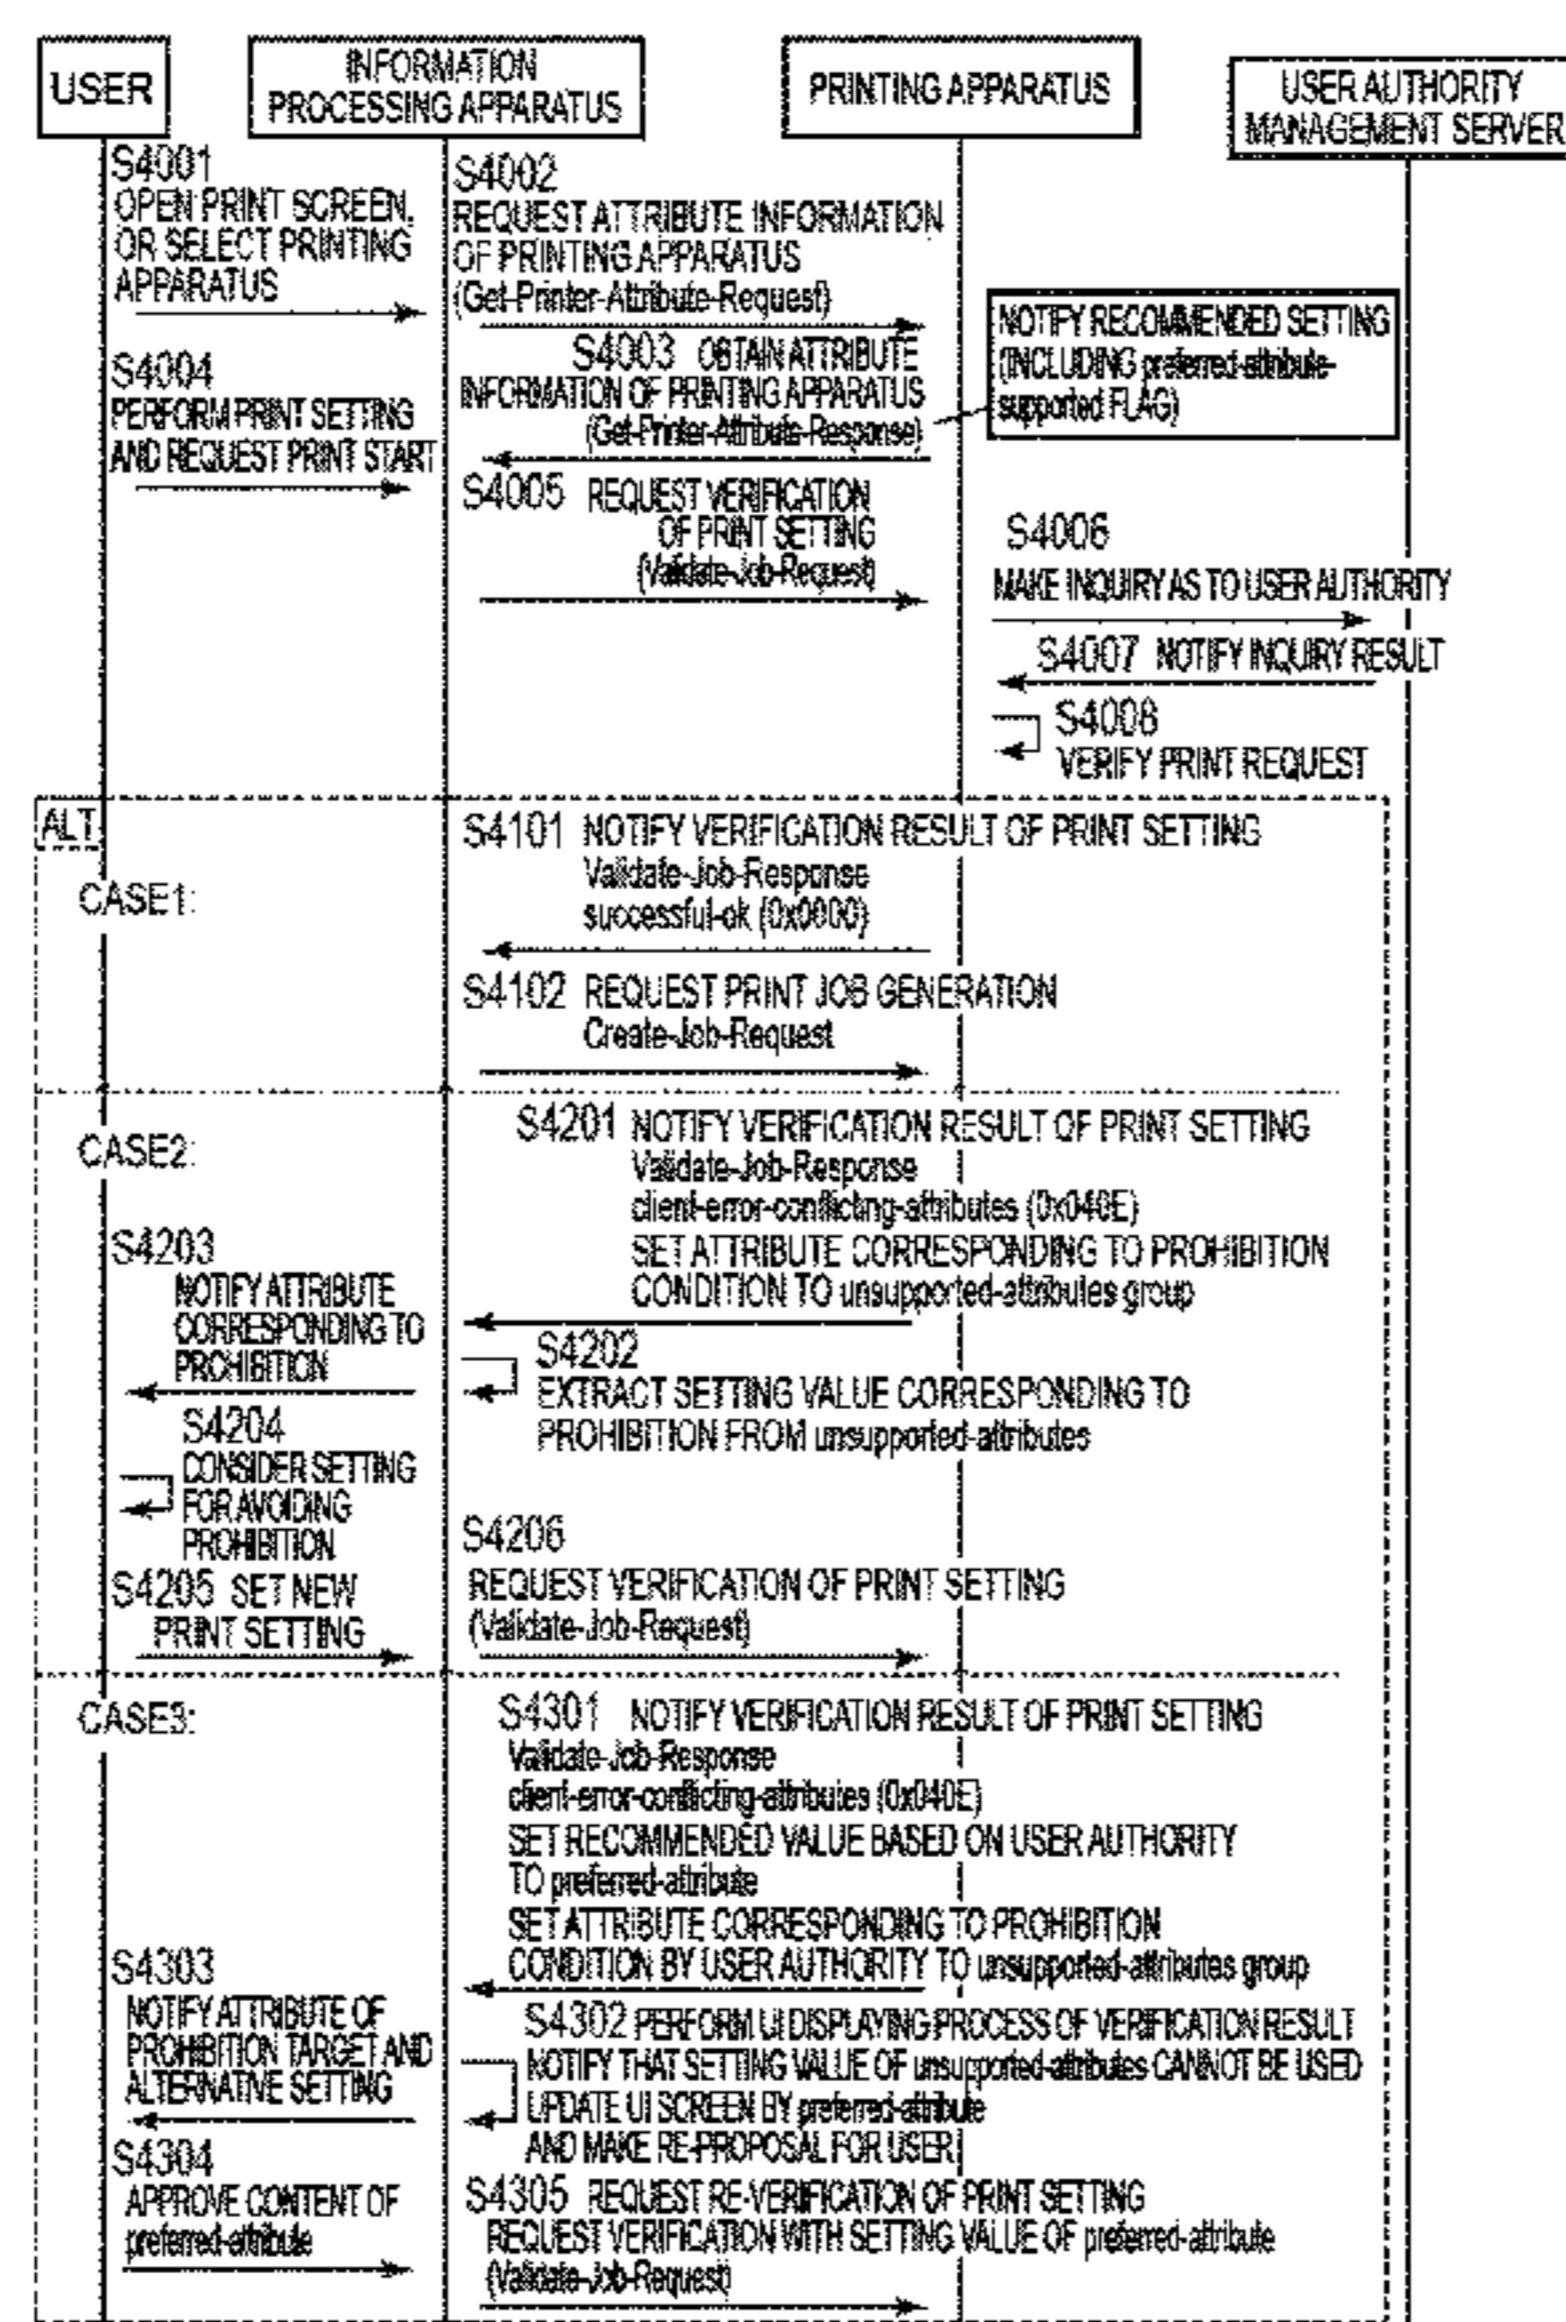 USER
INFORMATION
PROCESSING APPARATUS
PRINTING APPARATUS
USER AUTHORITY
MANAGEMENT SERVER
S4001
OPEN PRINT SCREEN,
OR SELECT PRINTING
APPARATUS
S4002
REQUEST ATTRIBUTE INFORMATION
OF PRINTING APPARATUS
(Get-Printer-Attribute-Request)
S4003 OBTAIN ATTRIBUTE
INFORMATION OF PRINTING APPARATUS
(Get-Printer-Attribute-Response)
NOTIFY RECOMMENDED SETTING
(INCLUDING preferred-attribute-
supported FLAG)
S4004
PERFORM PRINT SETTING
AND REQUEST PRINT START
S4005 REQUEST VERIFICATION
OF PRINT SETTING
(Validate-Job-Request)
S4006
MAKE INQUIRY AS TO USER AUTHORITY
S4007 NOTIFY INQUIRY RESULT
S4008
VERIFY PRINT REQUEST
ALT
CASE1:
S4101 NOTIFY VERIFICATION RESULT OF PRINT SETTING
Validate-Job-Response
successful-ok (0x0000)
S4102 REQUEST PRINT JOB GENERATION
Create-Job-Request
CASE2:
S4201 NOTIFY VERIFICATION RESULT OF PRINT SETTING
Validate-Job-Response
client-error-conflicting-attributes (0x040E)
SET ATTRIBUTE CORRESPONDING TO PROHIBITION
CONDITION TO unsupported-attributes group
S4202
EXTRACT SETTING VALUE CORRESPONDING TO
PROHIBITION FROM unsupported-attributes
S4203
NOTIFY ATTRIBUTE
CORRESPONDING TO
PROHIBITION
S4204
CONSIDER SETTING
FOR AVOIDING
PROHIBITION
S4205 SET NEW
PRINT SETTING
S4206
REQUEST VERIFICATION OF PRINT SETTING
(Validate-Job-Request)
CASE3:
S4301 NOTIFY VERIFICATION RESULT OF PRINT SETTING
Validate-Job-Response
client-error-conflicting-attributes (0x040E)
SET RECOMMENDED VALUE BASED ON USER AUTHORITY
TO preferred-attribute
SET ATTRIBUTE CORRESPONDING TO PROHIBITION
CONDITION BY USER AUTHORITY TO unsupported-attributes group
S4302 PERFORM UI DISPLAYING PROCESS OF VERIFICATION RESULT
NOTIFY THAT SETTING VALUE OF unsupported-attributes CANNOT BE USED
UPDATE UI SCREEN BY preferred-attribute
AND MAKE RE-PROPOSAL FOR USER
S4303
NOTIFY ATTRIBUTE OF
PROHIBITION TARGET AND
ALTERNATIVE SETTING
S4304
APPROVE CONTENT OF
preferred-attribute
S4305 REQUEST RE-VERIFICATION OF PRINT SETTING
REQUEST VERIFICATION WITH SETTING VALUE OF preferred-attribute
(Validate-Job-Request)